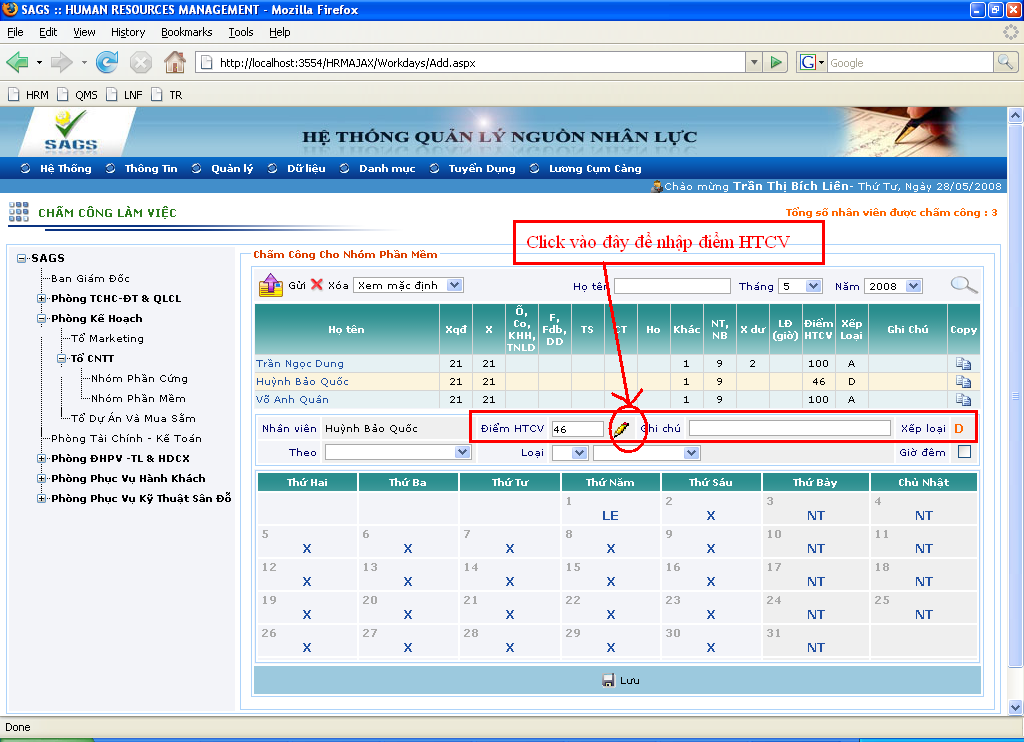 SAGS :: HUMAN RESOURCES MANAGEMENT - Mozilla Firefox
File Edit View History Bookmarks Tools Help
http://localhost:3554/HRMAJAX/Workdays/Add.aspx
G Google
HRM QMS LNF TR
SAGS
HỆ THỐNG QUẢN LÝ NGUỒN NHÂN LỰC
Hệ Thống Thông Tin Quản lý Dữ liệu Danh mục Tuyển Dụng Lương Cụm Cảng
Chào mừng Trần Thị Bích Liên- Thứ Tư, Ngày 28/05/2008
CHẤM CÔNG LÀM VIỆC
Tổng số nhân viên được chấm công : 3
Click vào đây để nhập điểm HTCV
SAGS
Ban Giám Đốc
Phòng TCHC-ĐT & QLCL
Phòng Kế Hoạch
Tổ Marketing
Tổ CNTT
Nhóm Phần Cứng
Nhóm Phần Mềm
Tổ Dự Án Và Mua Sắm
Phòng Tài Chính - Kế Toán
Phòng ĐHPV -TL & HDCX
Phòng Phục Vụ Hành Khách
Phòng Phục Vụ Kỹ Thuật Sân Đỗ
Chấm Công Cho Nhóm Phần Mềm
Gửi Xóa Xem mặc định Họ tên Tháng 5 Năm 2008
Họ tên Xqđ X Ô, Co, KHH, TNLD F, Fdb, DD TS CT Ho Khác NT, NB X dư LĐ (giờ) Điểm HTCV Xếp Loại Ghi Chú Copy
Trần Ngọc Dung 21 21 1 9 2 100 A
Huỳnh Bảo Quốc 21 21 1 9 46 D
Võ Anh Quân 21 21 1 9 100 A
Nhân viên Huỳnh Bảo Quốc Điểm HTCV 46 Ghi chú Xếp loại D
Theo Loại Giờ đêm
Thứ Hai Thứ Ba Thứ Tư Thứ Năm Thứ Sáu Thứ Bảy Chủ Nhật
1 2 3 4
LE X NT NT
5 6 7 8 9 10 11
X X X X X NT NT
12 13 14 15 16 17 18
X X X X X NT NT
19 20 21 22 23 24 25
X X X X X NT NT
26 27 28 29 30 31
X X X X X NT
Lưu
Done